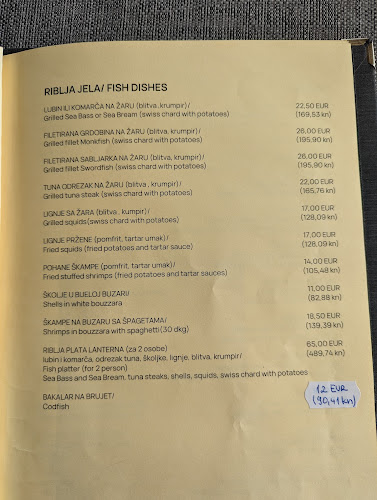 RIBLJA JELA/ FISH DISHES
LUBIN ILI KOMARČA NA ŽARU (blitva, krumpir)/ 22,50 EUR
Grilled Sea Bass or Sea Bream (swiss chard with potatoes) (169,53 kn)
FILETIRANA GRDOBINA NA ŽARU (blitva, krumpir)/ 26,00 EUR
Grilled fillet Monkfish (swiss chard with potatoes) (195,90 kn)
FILETIRANA SABLJARKA NA ŽARU (blitva, krumpir)/ 26,00 EUR
Grilled fillet Swordfish (swiss chard with potatoes) (195,90 kn)
TUNA ODREZAK NA ŽARU (blitva, krumpir)/ 22,00 EUR
Grilled tuna steak (swiss chard with potatoes) (165,76 kn)
LIGNJE SA ŽARA (blitva, kumpir)/ 17,00 EUR
Grilled squids(swiss chard with potatoes) (128,09 kn)
LIGNJE PRŽENE (pomfrit, tartar umak)/ 17,00 EUR
Fried squids (fried potatoes and tartar sauce) (128,09 kn)
POHANE ŠKAMPE (pomfrit, tartar umak)/ 14,00 EUR
Fried stuffed shrimps (fried potatoes and tartar sauces) (105,48 kn)
ŠKOLJE U BIJELOJ BUZARI/ 11,00 EUR
Shells in white bouzzara (82,88 kn)
ŠKAMPE NA BUZARU SA ŠPAGETAMA/ 18,50 EUR
Shrimps in bouzzara with spaghetti(30 dkg) (139,39 kn)
RIBLJA PLATA LANTERNA (za 2 osobe) 65,00 EUR
lubin i komarča, odrezak tuna, školjke, lignje, blitva, krumpir/ (489,74 kn)
Fish platter (for 2 person)
Sea Bass and Sea Bream, tuna steaks, shells, squids, swiss chard with potatoes
BAKALAR NA BRUJET/ 12 EUR
Codfish (90,41 kn)